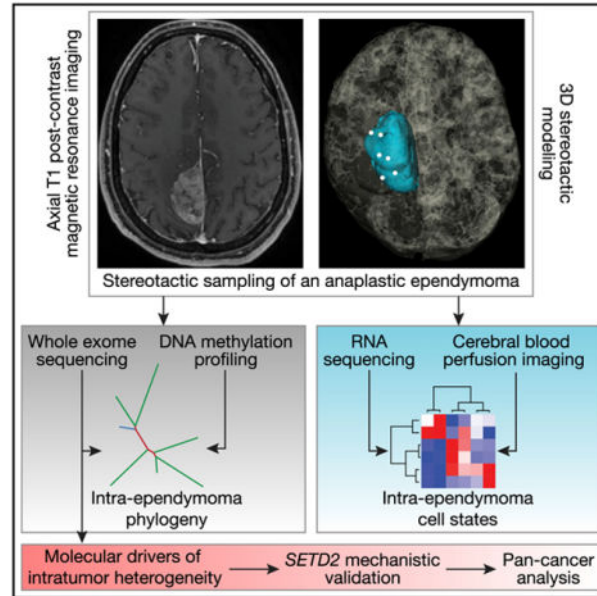 Axial T1 post-contrast
magnetic resonance imaging
3D stereotactic
modeling
Stereotactic sampling of an anaplastic ependymoma
Whole exome
sequencing
DNA methylation
profiling
Intra-ependymoma
phylogeny
RNA
sequencing
Cerebral blood
perfusion imaging
Intra-ependymoma
cell states
Molecular drivers of
intratumor heterogeneity
SETD2 mechanistic
validation
Pan-cancer
analysis